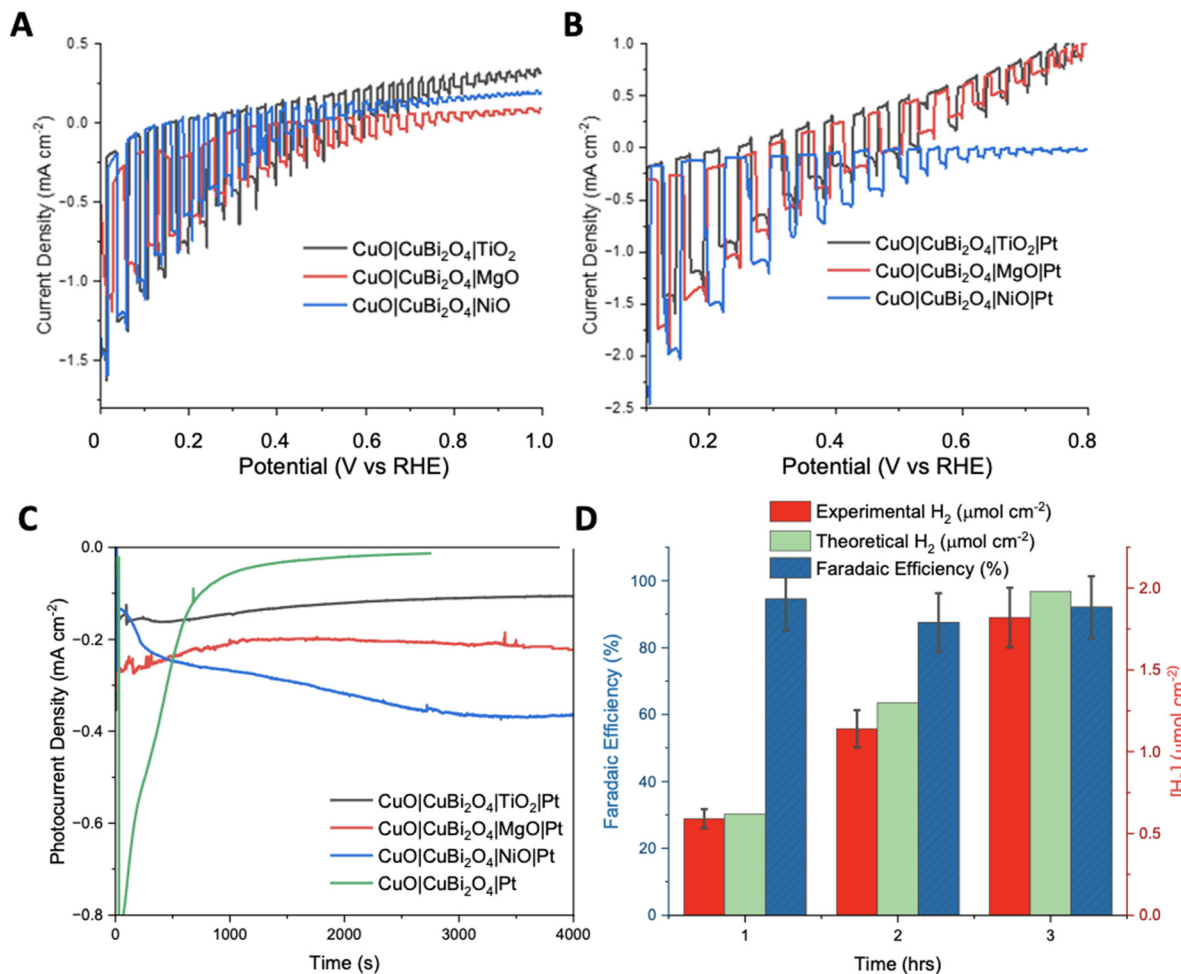 A
0.5
0.0
−0.5
−1.0
−1.5
Current Density (mA cm⁻²)
CuO|CuBi₂O₄|TiO₂
CuO|CuBi₂O₄|MgO
CuO|CuBi₂O₄|NiO
0 0.2 0.4 0.6 0.8 1.0
Potential (V vs RHE)
B
1.0
0.5
0.0
−0.5
−1.0
−1.5
−2.0
−2.5
Current Density (mA cm⁻²)
CuO|CuBi₂O₄|TiO₂|Pt
CuO|CuBi₂O₄|MgO|Pt
CuO|CuBi₂O₄|NiO|Pt
0.2 0.4 0.6 0.8
Potential (V vs RHE)
C
0.0
−0.2
−0.4
−0.6
−0.8
Photocurrent Density (mA cm⁻²)
CuO|CuBi₂O₄|TiO₂|Pt
CuO|CuBi₂O₄|MgO|Pt
CuO|CuBi₂O₄|NiO|Pt
CuO|CuBi₂O₄|Pt
0 1000 2000 3000 4000
Time (s)
D
Experimental H₂ (μmol cm⁻²)
Theoretical H₂ (μmol cm⁻²)
Faradaic Efficiency (%)
100
80
60
40
20
0
Faradaic Efficiency (%)
2.0
1.5
1.0
0.5
0.0
[H₂] (μmol cm⁻²)
1 2 3
Time (hrs)